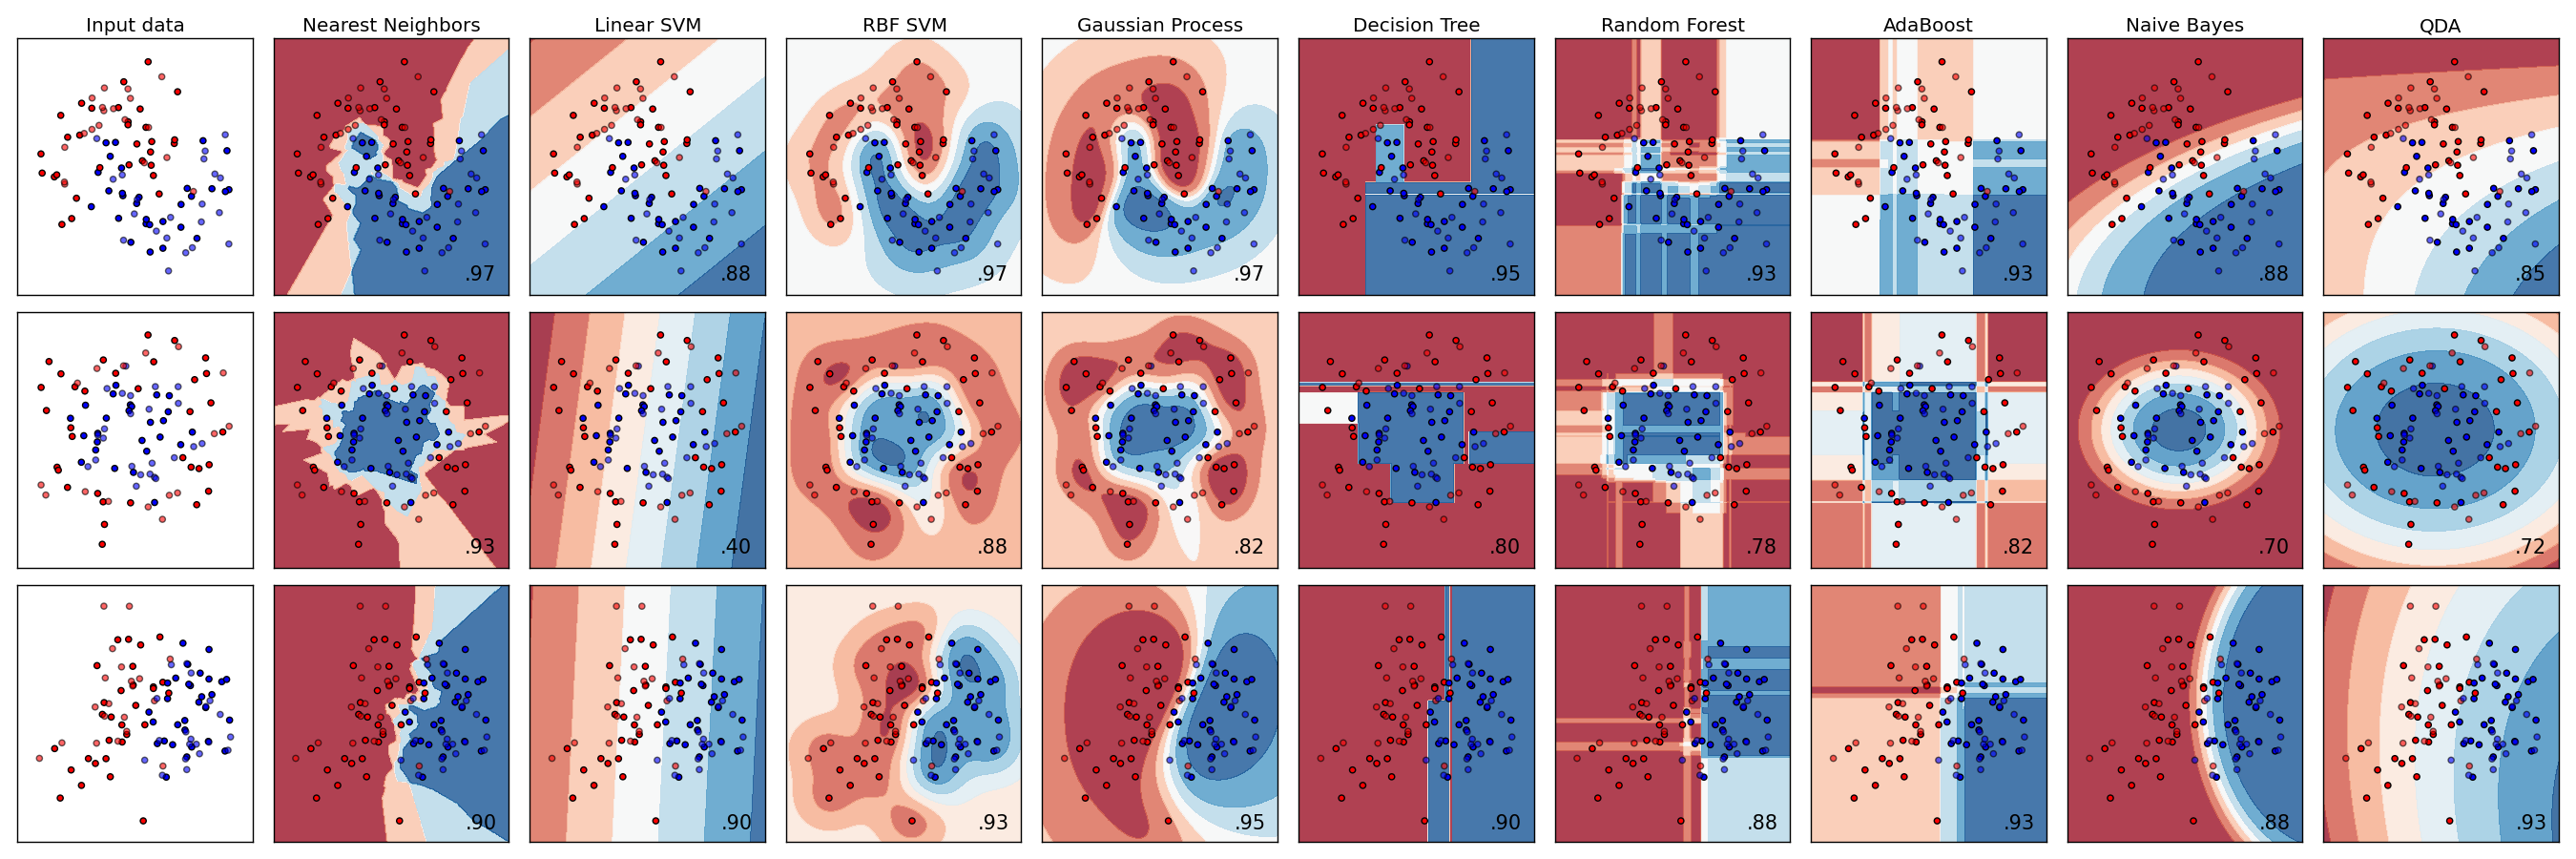 Input data Nearest Neighbors Linear SVM RBF SVM Gaussian Process Decision Tree Random Forest AdaBoost Naive Bayes QDA
.97 .88 .97 .97 .95 .93 .93 .88 .85
.93 .40 .88 .82 .80 .78 .82 .70 .72
.90 .90 .93 .95 .90 .88 .93 .88 .93